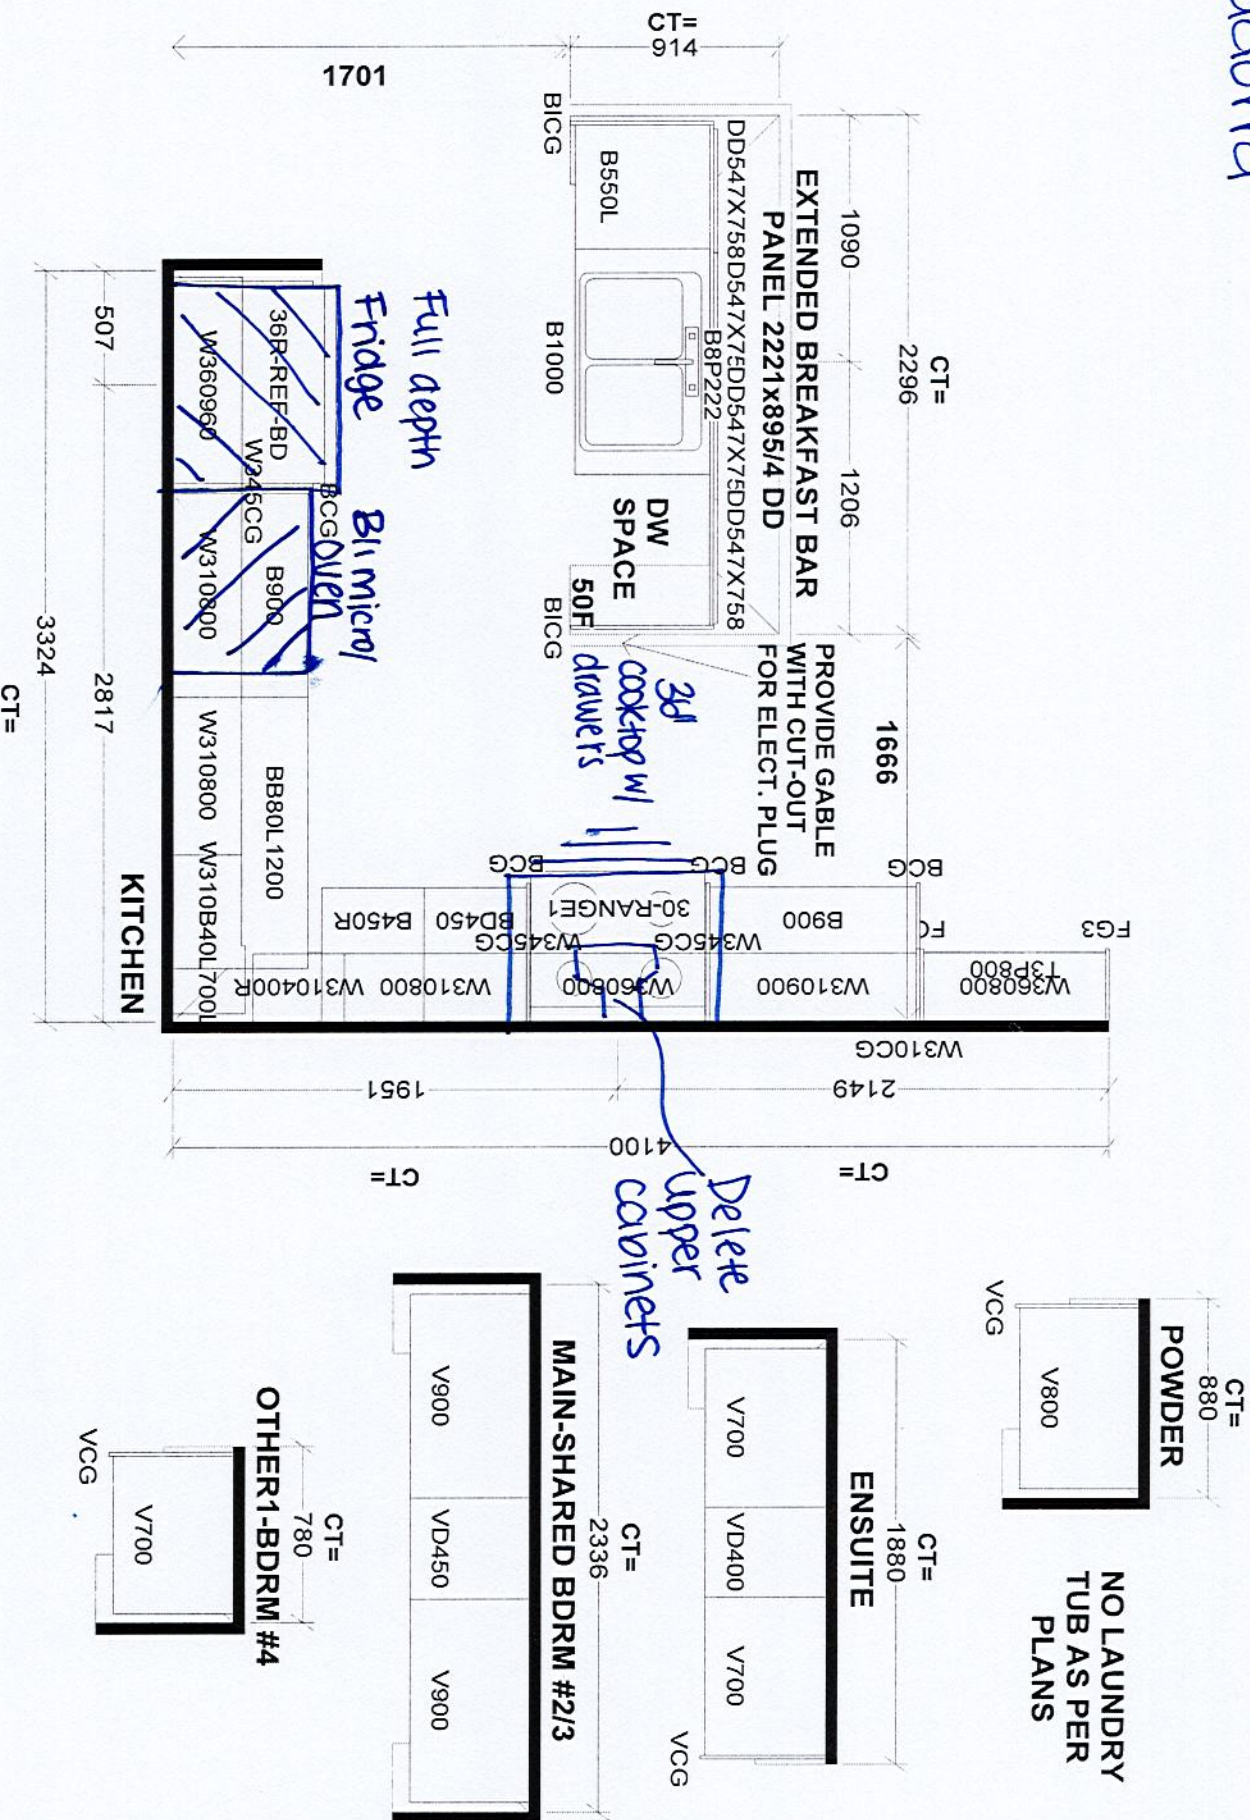 CT=
914
1701
BICG
B550L
B1000
DD547X758D547X75DD547X75DD547X758
B8P222
EXTENDED BREAKFAST BAR
PANEL 2221x895/4 DD
1090
1206
CT=
2296
DW
SPACE
50F
BICG
PROVIDE GABLE
WITH CUT-OUT
FOR ELECT. PLUG
1666
cooktop w/
drawers
Full depth
Fridge
BI micro/
oven
36R-REF-BD
W360960
W345CG
BCG
B900
W310800
507
2817
3324
CT=
BB80L1200
W310800
W310B40L700L
KITCHEN
BCG
BCG
BCG
B450R
BD450
30-RANGE1
B900
W345CG
W345CG
W310400R
W310800
W360800
W310900
FG3
T3P800
W360800
W310CG
1951
2149
4100
CT=
CT=
Delete
upper
cabinets
CT=
880
POWDER
V800
VCG
NO LAUNDRY
TUB AS PER
PLANS
CT=
1880
ENSUITE
V700
VD400
V700
VCG
CT=
2336
MAIN-SHARED BDRM #2/3
V900
VD450
V900
CT=
780
OTHER1-BDRM #4
V700
VCG